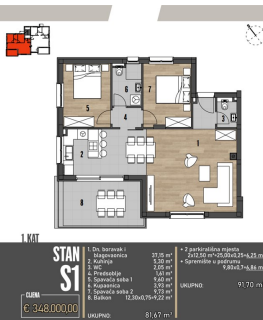 5
6
7
3
4
2
1
8
1. KAT
STAN
S1
CIJENA
€ 348.000,00
1. Dn. boravak i
blagovaonica 37,15 m²
2. Kuhinja 5,30 m²
3. WC 2,05 m²
4. Predsoblje 1,61 m²
5. Spavaća soba 9,60 m²
6. Kupaonica 3,93 m²
7. Spavaća soba 2 9,73 m²
8. Balkon 12,30x0,75=9,22 m²
UKUPNO: 81,67 m²
• 2 parkirališna mjesta
2x12,50 m²=25,00x0,25=6,25 m²
• Spremište u podrumu
9,80x0,7=6,86 m²
UKUPNO: 91,70 m²